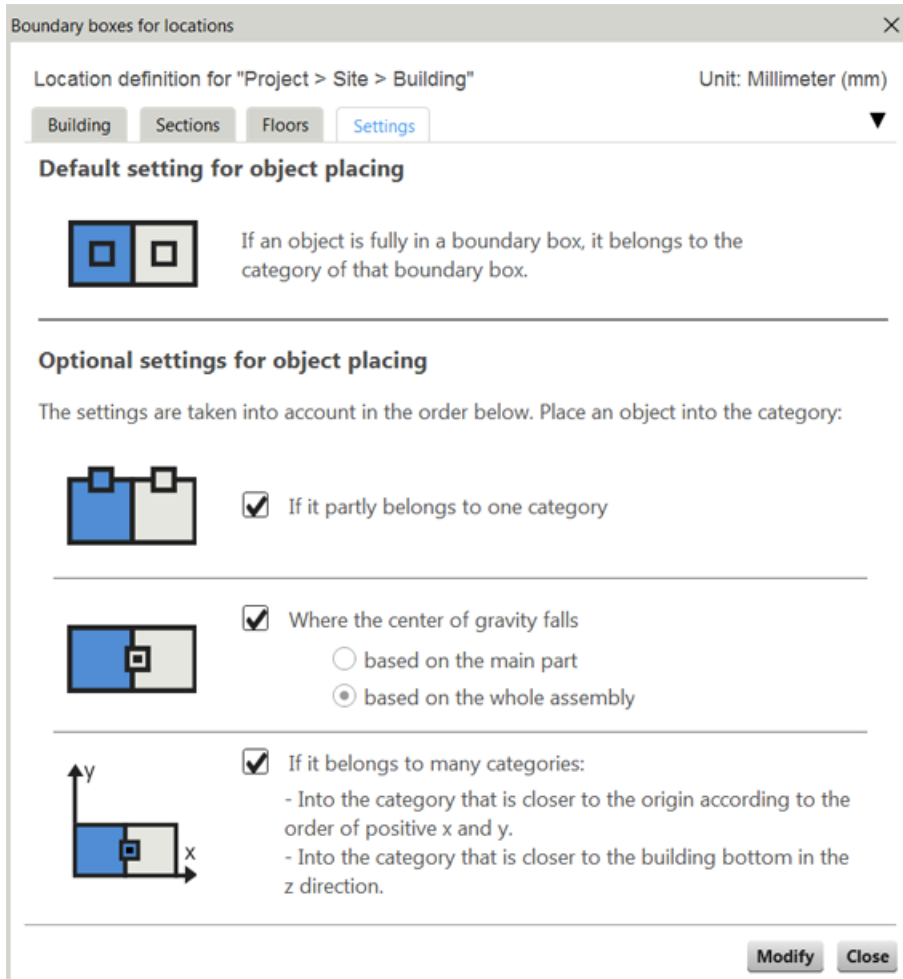 Boundary boxes for locations
Location definition for "Project > Site > Building"
Unit: Millimeter (mm)
Building
Sections
Floors
Settings
Default setting for object placing
If an object is fully in a boundary box, it belongs to the
category of that boundary box.
Optional settings for object placing
The settings are taken into account in the order below. Place an object into the category:
If it partly belongs to one category
Where the center of gravity falls
based on the main part
based on the whole assembly
y
x
If it belongs to many categories:
- Into the category that is closer to the origin according to the
order of positive x and y.
- Into the category that is closer to the building bottom in the
z direction.
Modify
Close